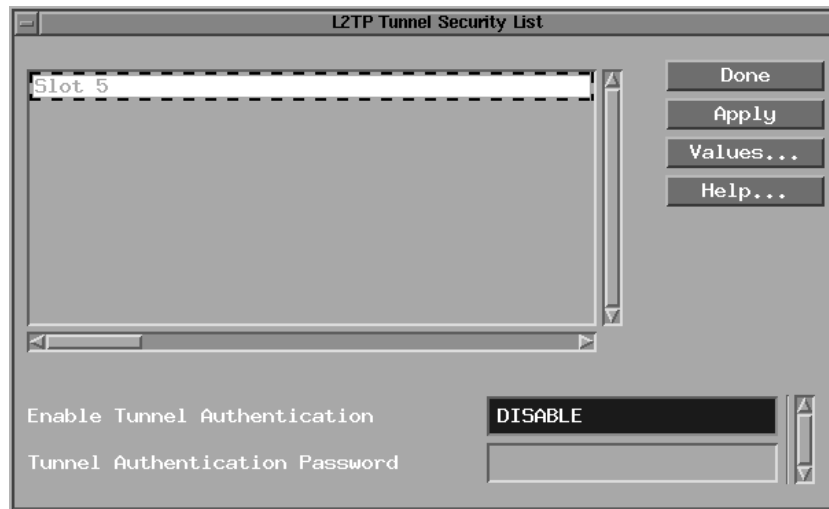 L2TP Tunnel Security List
Slot 5
Done
Apply
Values...
Help...
Enable Tunnel Authentication
DISABLE
Tunnel Authentication Password